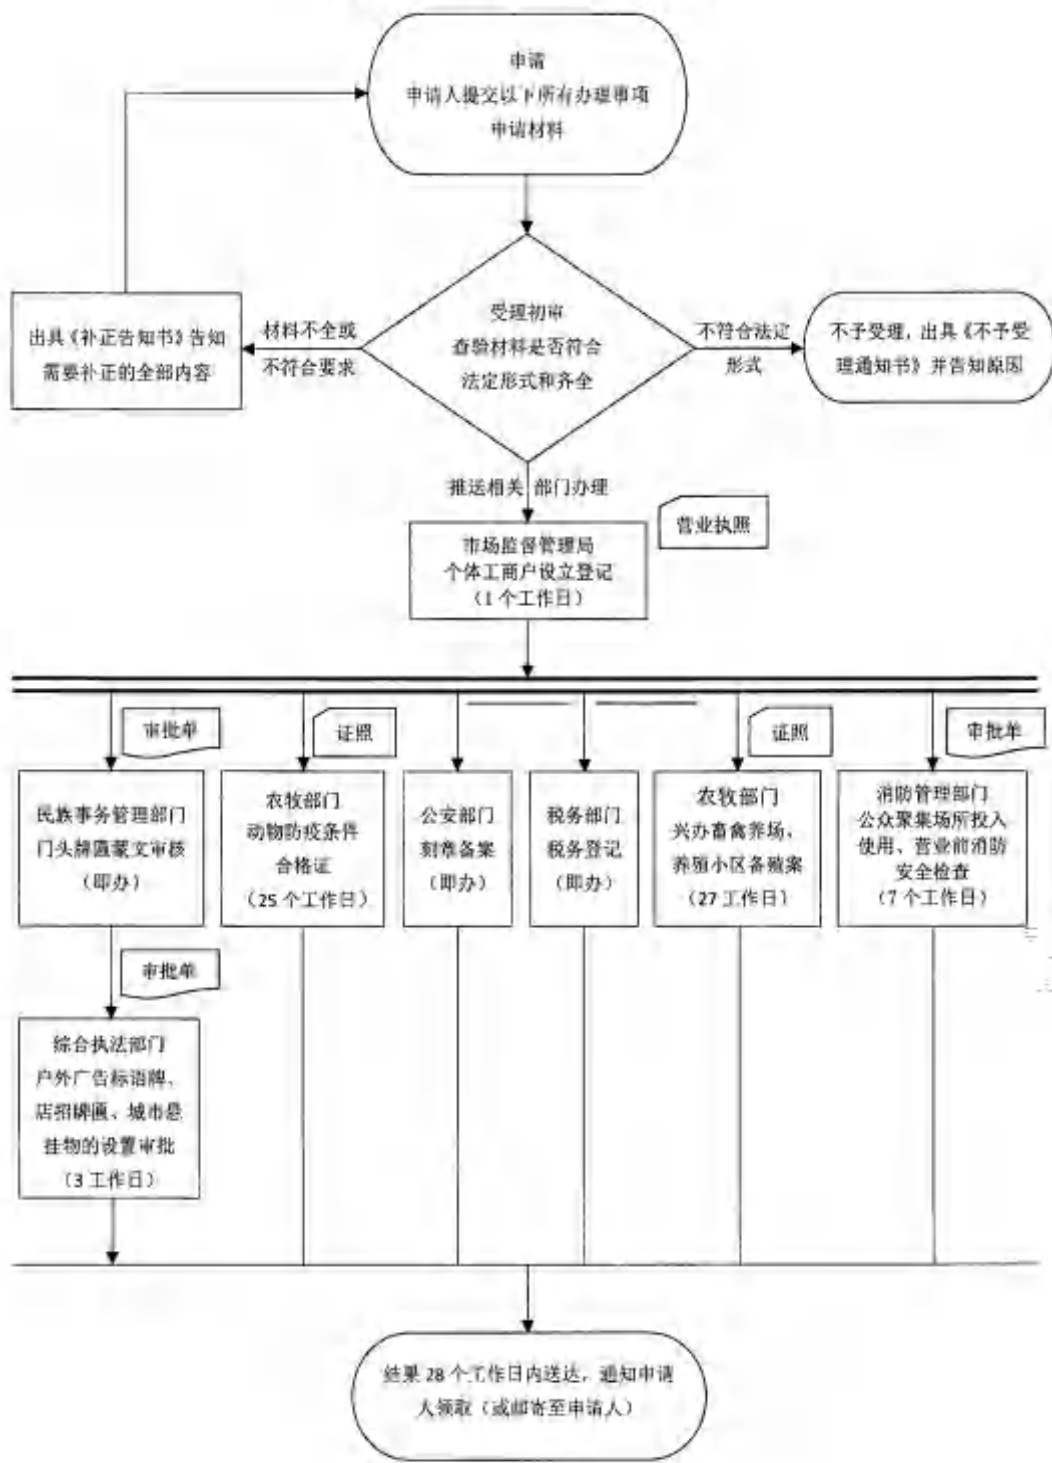 申请
申请人提交以下所有办理事项
申请材料
出具《补正告知书》告知
需要补正的全部内容
材料不全或
不符合要求
受理初审
查验材料是否符合
法定形式和齐全
不符合法定
形式
不予受理，出具《不予受
理通知书》并告知原因
推送相关 部门办理
营业执照
市场监督管理局
个体工商户设立登记
（1 个工作日）
审批单
证照
证照
审批单
民族事务管理部门
门头牌匾蒙文审核
（即办）
农牧部门
动物防疫条件
合格证
（25 个工作日）
公安部门
刻章备案
（即办）
税务部门
税务登记
（即办）
农牧部门
兴办畜禽养场、
养殖小区备殖案
（27 工作日）
消防管理部门
公众聚集场所投入
使用、营业前消防
安全检查
（7 个工作日）
审批单
综合执法部门
户外广告标语牌、
店招牌匾、城市悬
挂物的设置审批
（3 工作日）
结果 28 个工作日内送达，通知申请
人领取（或邮寄至申请人）